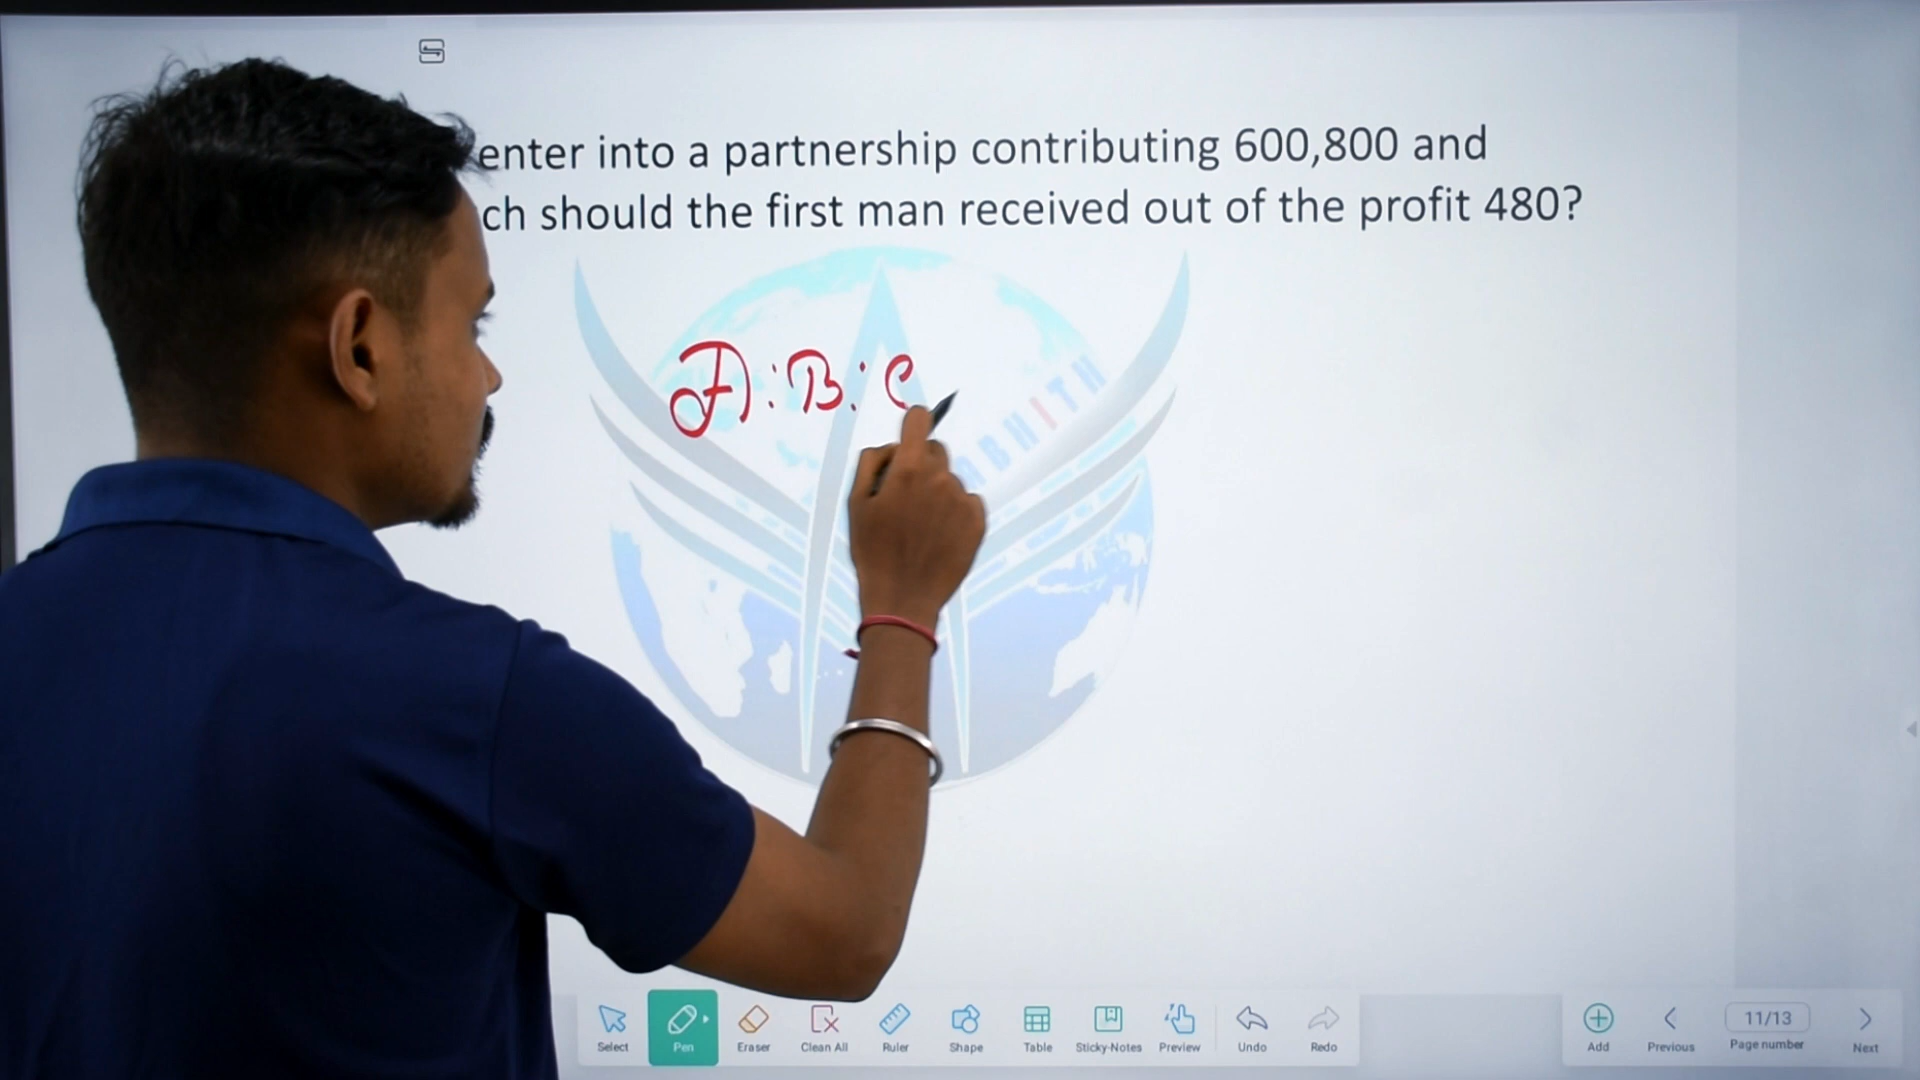 enter into a partnership contributing 600,800 and
ch should the first man received out of the profit 480?
A:B:C
ABHITH
Select
Pen
Eraser
Clean All
Ruler
Shape
Table
Sticky-Notes
Preview
Undo
Redo
Add
Previous
11/13
Page number
Next